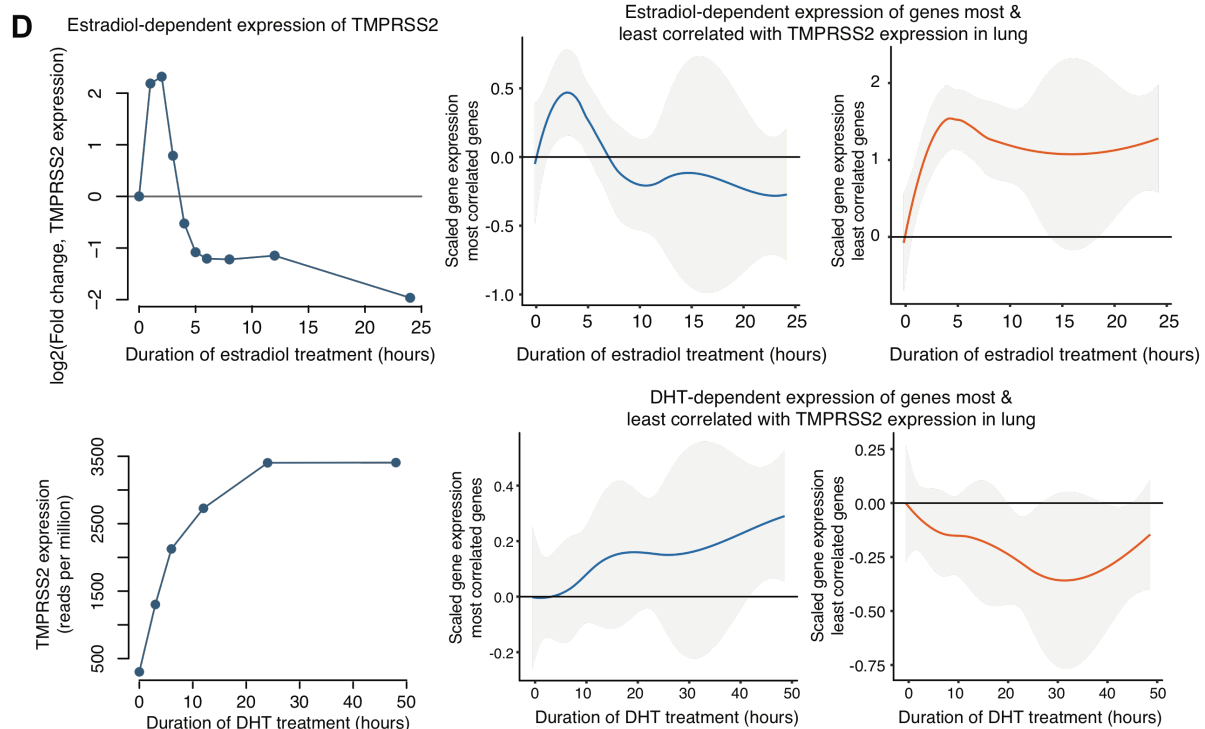 D
Estradiol-dependent expression of TMPRSS2
log2(Fold change, TMPRSS2 expression)
2
1
0
−1
−2
0 5 10 15 20 25
Duration of estradiol treatment (hours)
Estradiol-dependent expression of genes most &
least correlated with TMPRSS2 expression in lung
Scaled gene expression
most correlated genes
0.5
0.0
-0.5
-1.0
0 5 10 15 20 25
Duration of estradiol treatment (hours)
Scaled gene expression
least correlated genes
2
1
0
0 5 10 15 20 25
Duration of estradiol treatment (hours)
TMPRSS2 expression
(reads per million)
3500
2500
1500
500
0 10 20 30 40 50
Duration of DHT treatment (hours)
DHT-dependent expression of genes most &
least correlated with TMPRSS2 expression in lung
Scaled gene expression
most correlated genes
0.4
0.2
0.0
-0.2
0 10 20 30 40 50
Duration of DHT treatment (hours)
Scaled gene expression
least correlated genes
0.25
0.00
-0.25
-0.50
-0.75
0 10 20 30 40 50
Duration of DHT treatment (hours)